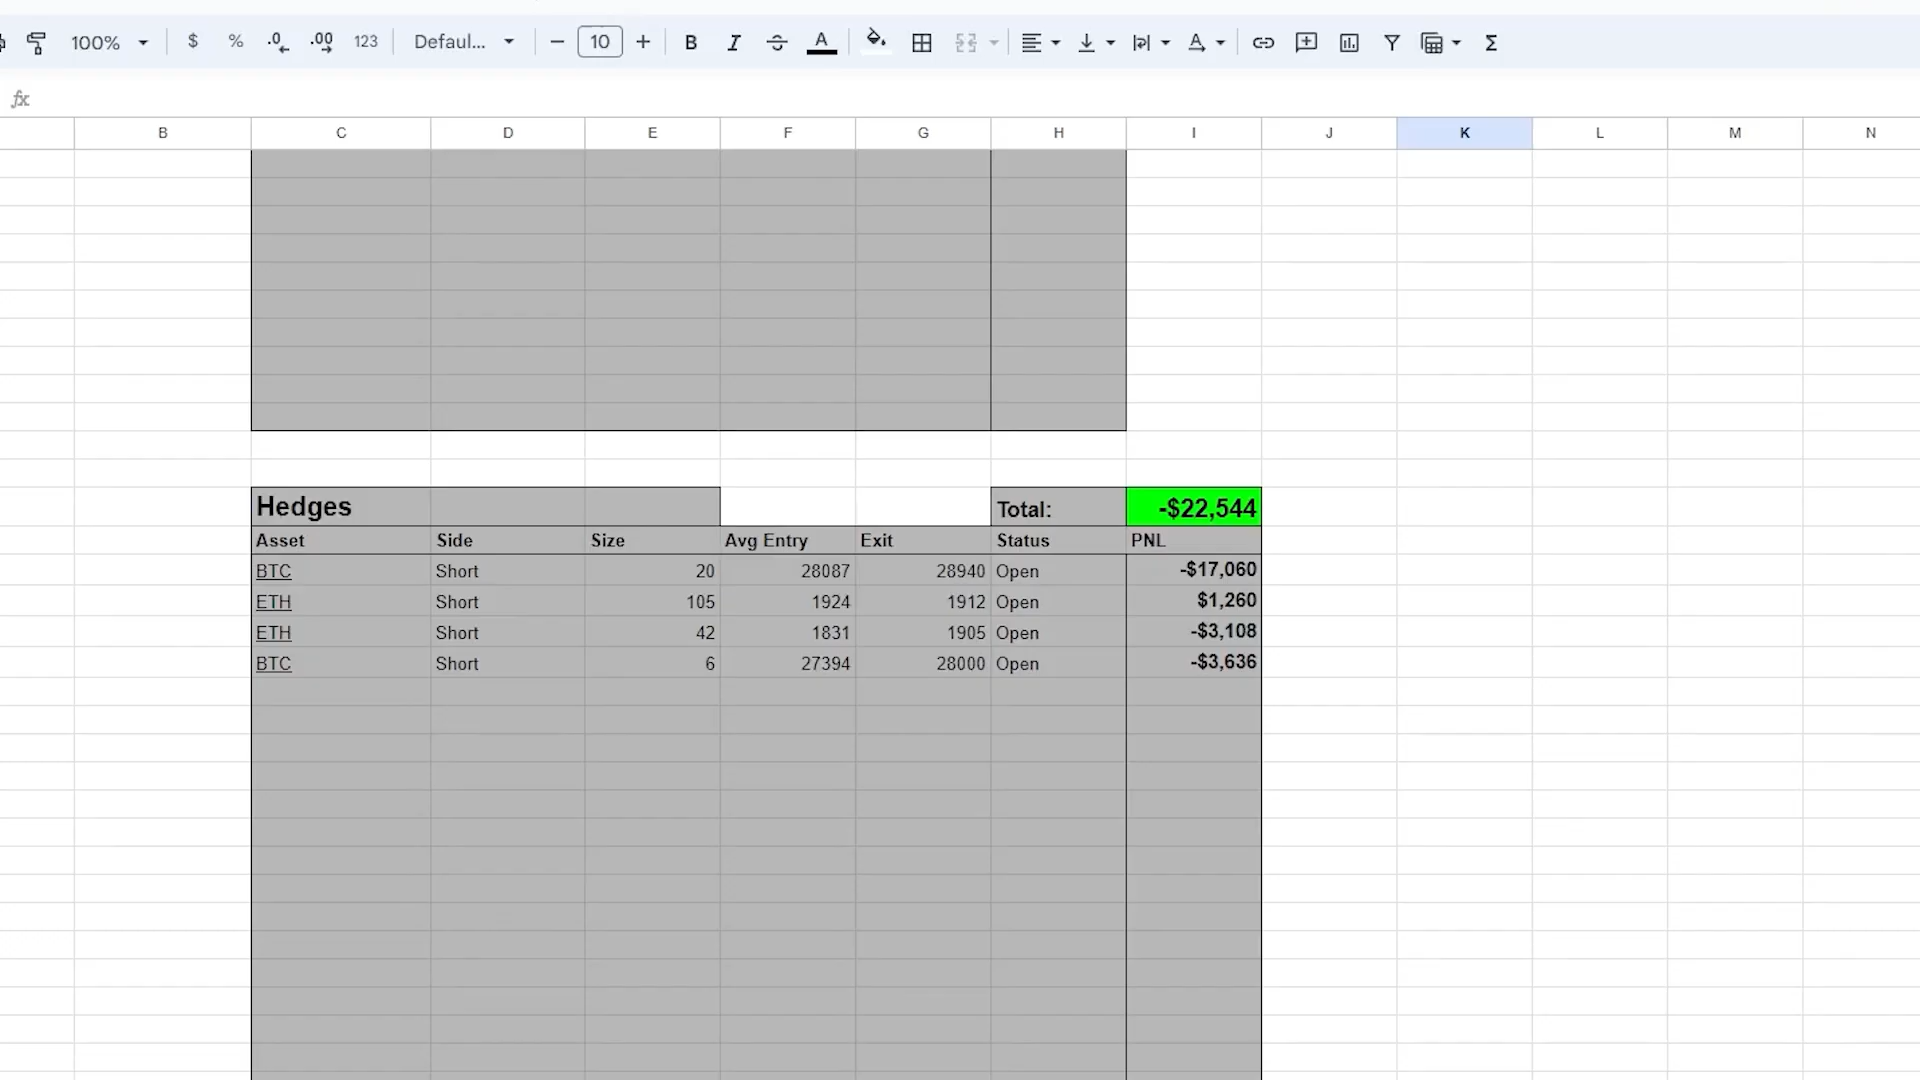 100% $ % .0 .00 123 Defaul... 10 B I S A A Σ
fx
B C D E F G H I J K L M N
Hedges Total: -$22,544
Asset Side Size Avg Entry Exit Status PNL
BTC Short 20 28087 28940 Open -$17,060
ETH Short 105 1924 1912 Open $1,260
ETH Short 42 1831 1905 Open -$3,108
BTC Short 6 27394 28000 Open -$3,636